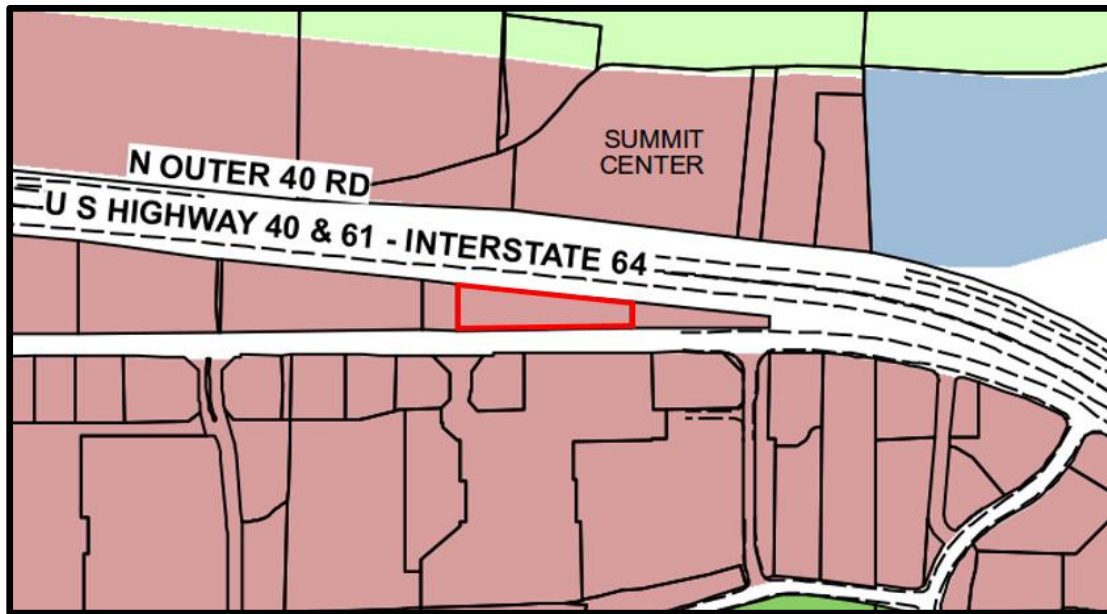 SUMMIT
CENTER
N OUTER 40 RD
U S HIGHWAY 40 & 61 - INTERSTATE 64